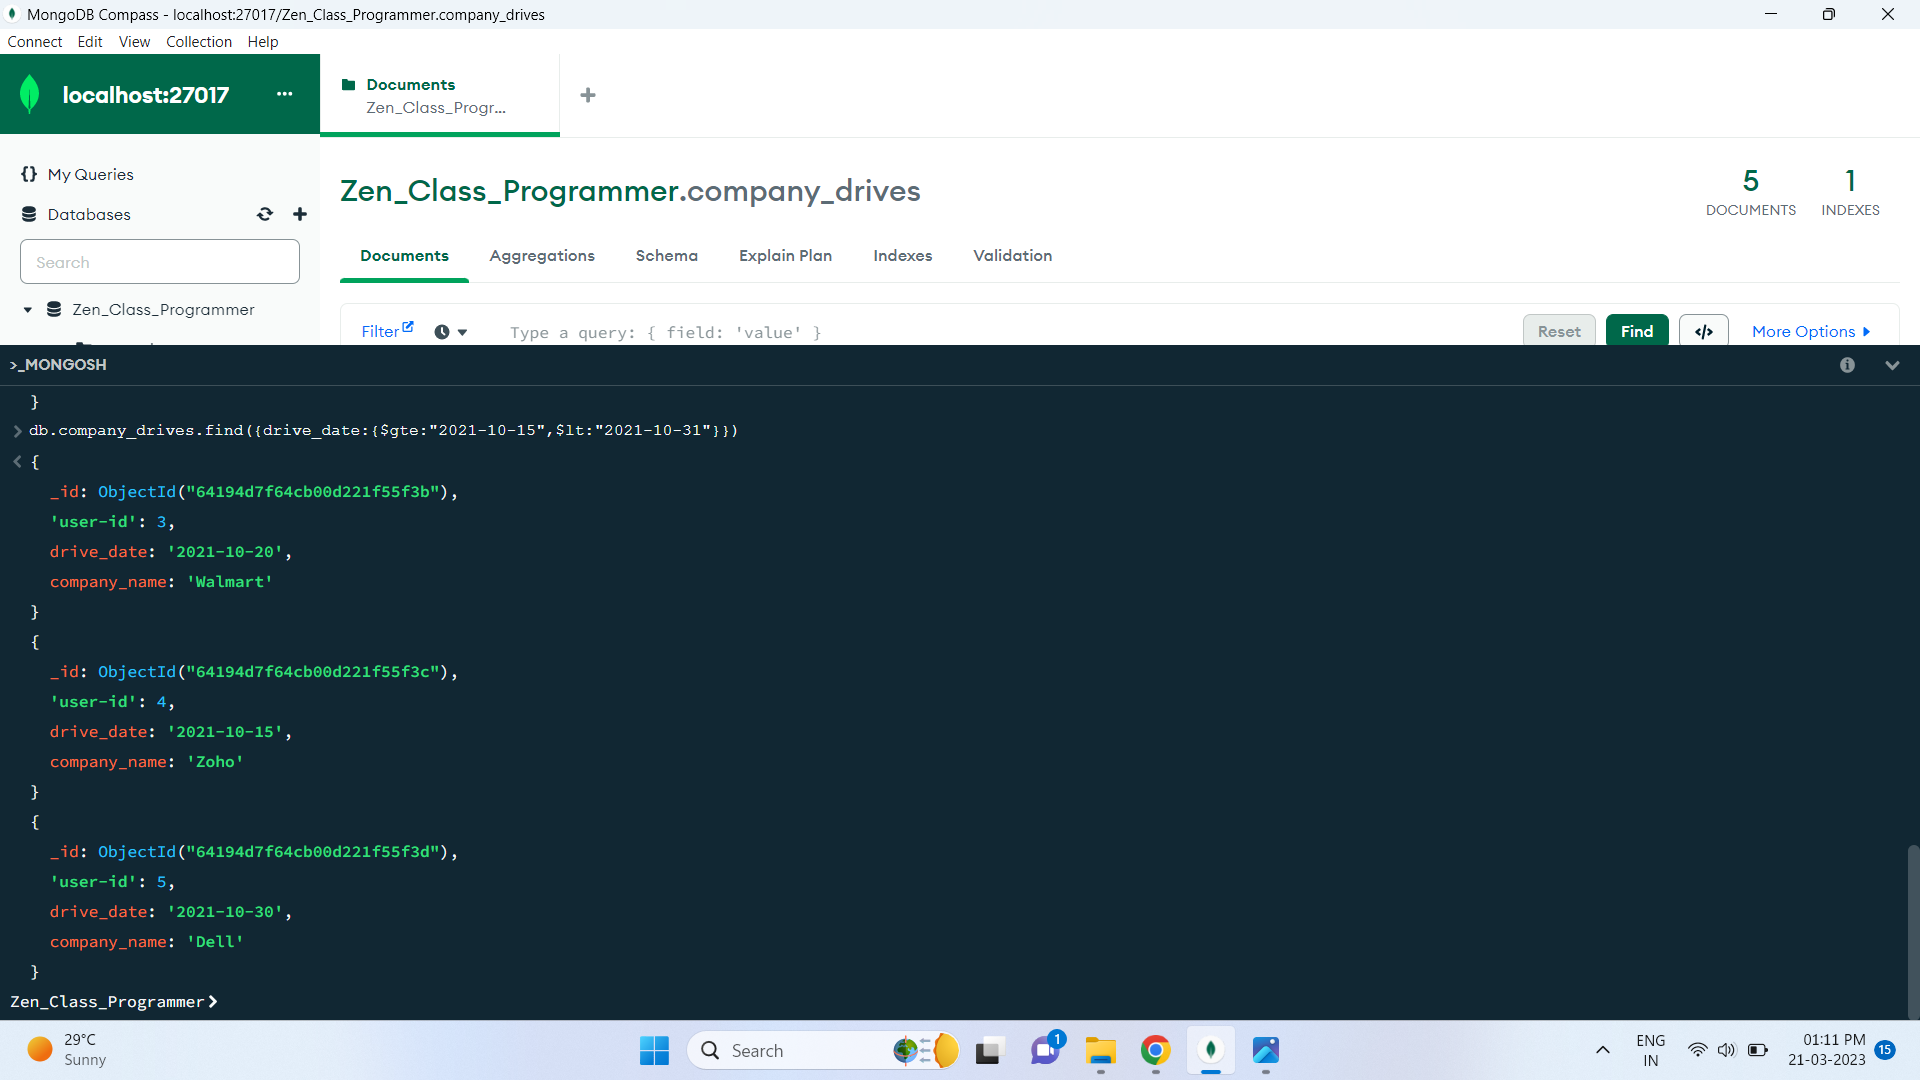 MongoDB Compass - localhost:27017/Zen_Class_Programmer.company_drives
Connect Edit View Collection Help
localhost:27017 ...
Documents
Zen_Class_Progr...
{} My Queries
Databases
Search
Zen_Class_Programmer
Zen_Class_Programmer.company_drives
5
DOCUMENTS
1
INDEXES
Documents Aggregations Schema Explain Plan Indexes Validation
Filter Type a query: { field: 'value' } Reset Find </> More Options
>_MONGOSH
}
> db.company_drives.find({drive_date:{$gte:"2021-10-15",$lt:"2021-10-31"}})
< {
_id: ObjectId("64194d7f64cb00d221f55f3b"),
'user-id': 3,
drive_date: '2021-10-20',
company_name: 'Walmart'
}
{
_id: ObjectId("64194d7f64cb00d221f55f3c"),
'user-id': 4,
drive_date: '2021-10-15',
company_name: 'Zoho'
}
{
_id: ObjectId("64194d7f64cb00d221f55f3d"),
'user-id': 5,
drive_date: '2021-10-30',
company_name: 'Dell'
}
Zen_Class_Programmer>
29°C
Sunny
Search
1
ENG
IN
01:11 PM
21-03-2023
15